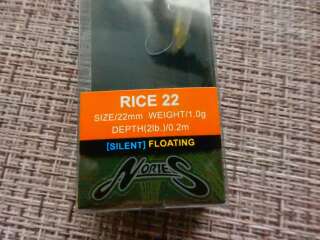 RICE 22
SIZE/22mm WEIGHT/1.0g
DEPTH(2lb.)/0.2m
[SILENT] FLOATING
NORIES